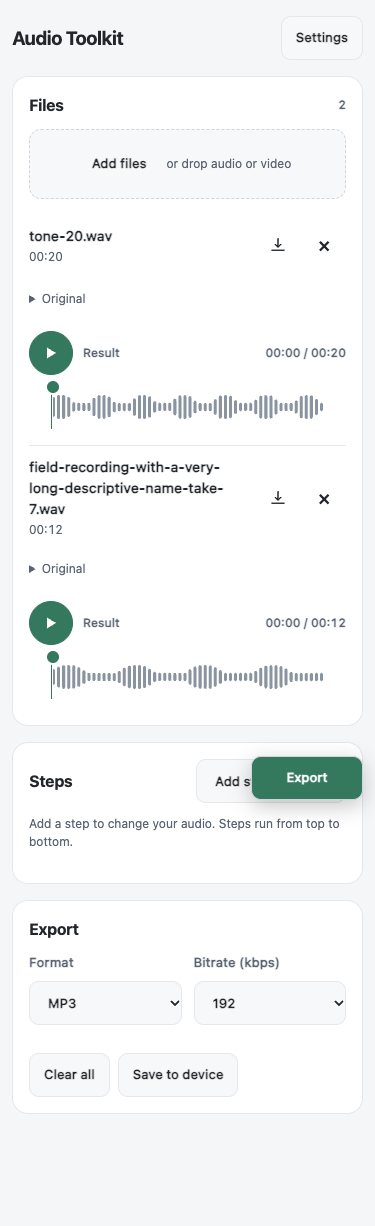 Audio Toolkit
Settings
Files
2
Add files or drop audio or video
tone-20.wav
00:20
Original
Result
00:00 / 00:20
field-recording-with-a-very-
long-descriptive-name-take-
7.wav
00:12
Original
Result
00:00 / 00:12
Steps
Add
Export
Add a step to change your audio. Steps run from top to
bottom.
Export
Format
Bitrate (kbps)
MP3
192
Clear all
Save to device